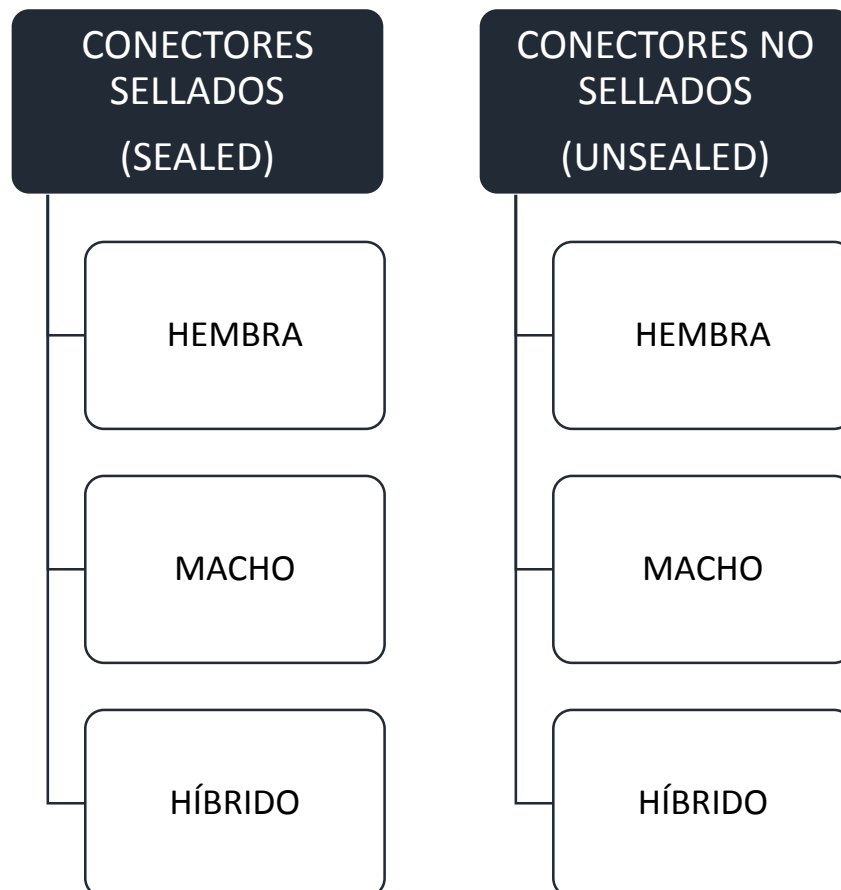 CONECTORES
SELLADOS
(SEALED)
HEMBRA
MACHO
HÍBRIDO
CONECTORES NO
SELLADOS
(UNSEALED)
HEMBRA
MACHO
HÍBRIDO